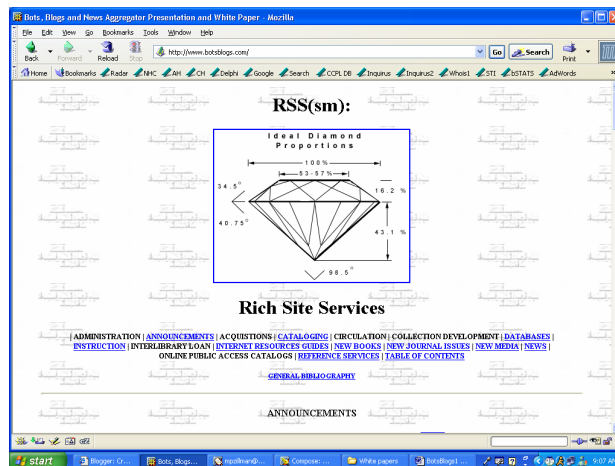 Bots, Blogs and News Aggregator Presentation and White Paper - Mozilla
File Edit View Go Bookmarks Tools Window Help
Back Forward Reload Stop http://www.botsblogs.com/ Go Search Print
Home Bookmarks Radar NHC AH CH Delphi Google Search CCPL DB Inquirus Inquirus2 Whois1 STI bSTATS AdWords
RSS(sm):
Ideal Diamond
Proportions
100%
53-57%
34.5°
16.2 %
40.75°
43.1 %
98.5°
Rich Site Services
| ADMINISTRATION | ANNOUNCEMENTS | ACQUISTIONS | CATALOGING | CIRCULATION | COLLECTION DEVELOPMENT | DATABASES |
INSTRUCTION | INTERLIBRARY LOAN | INTERNET RESOURCES GUIDES | NEW BOOKS | NEW JOURNAL ISSUES | NEW MEDIA | NEWS |
ONLINE PUBLIC ACCESS CATALOGS | REFERENCE SERVICES | TABLE OF CONTENTS
GENERAL BIBLIOGRAPHY
ANNOUNCEMENTS
start Blogger: Cr... Bots, Blogs... mpzillman@... Compose: ... White papers BotsBlogs1 ... 9:07 AM